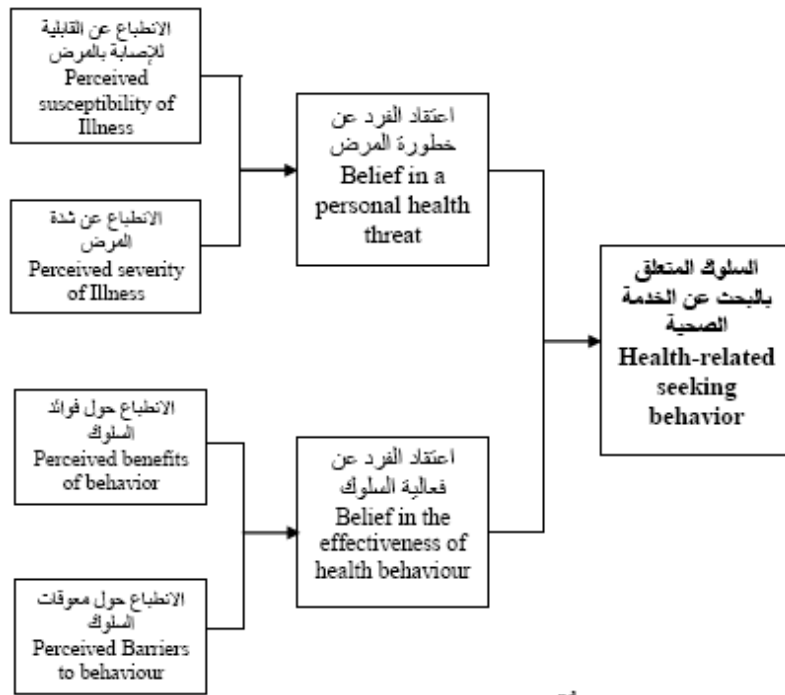 الانطباع عن القابلية
للإصابة بالمرض
Perceived
susceptibility of
Illness
الانطباع عن شدة
المرض
Perceived severity
of Illness
اعتقاد الفرد عن
خطورة المرض
Belief in a
personal health
threat
الانطباع حول فوائد
السلوك
Perceived benefits
of behavior
الانطباع حول معوقات
السلوك
Perceived Barriers
to behaviour
اعتقاد الفرد عن
فعالية السلوك
Belief in the
effectiveness of
health behaviour
السلوك المتعلق
بالبحث عن الخدمة
الصحية
Health-related
seeking
behavior